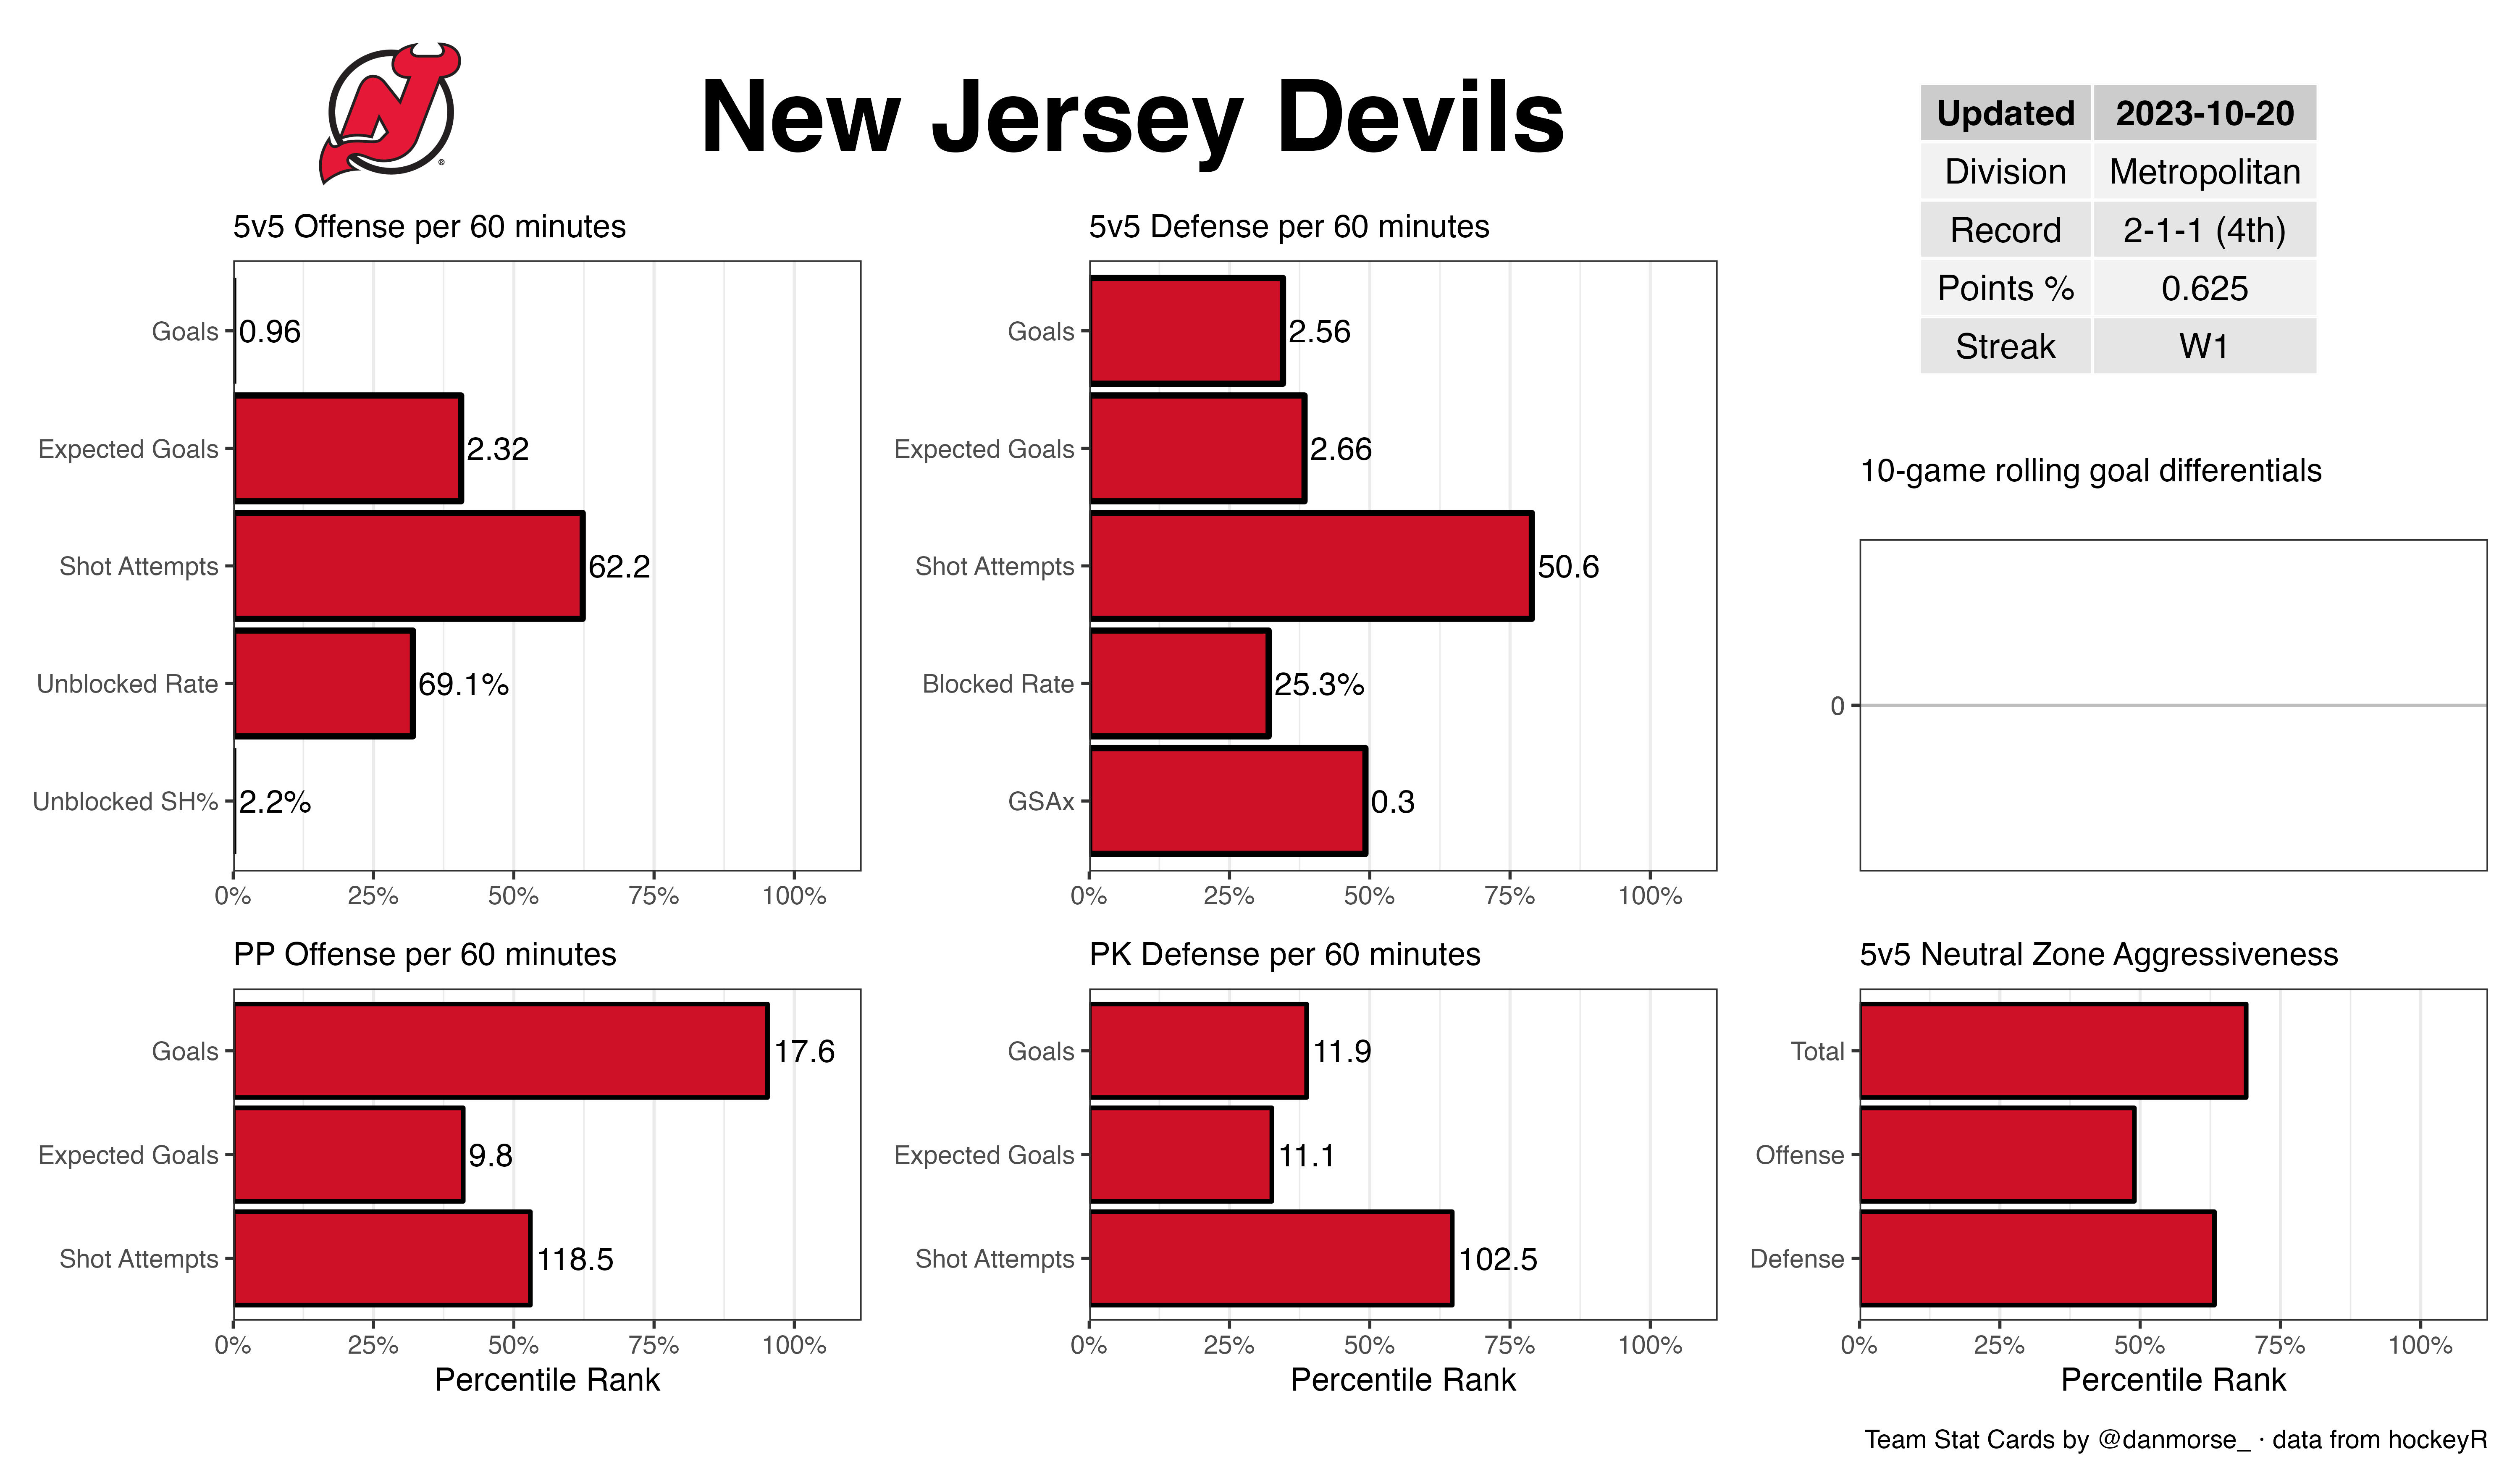 New Jersey Devils
Updated 2023-10-20
Division Metropolitan
Record 2-1-1 (4th)
Points % 0.625
Streak W1
5v5 Offense per 60 minutes
Goals 0.96
Expected Goals 2.32
Shot Attempts 62.2
Unblocked Rate 69.1%
Unblocked SH% 2.2%
0% 25% 50% 75% 100%
5v5 Defense per 60 minutes
Goals 2.56
Expected Goals 2.66
Shot Attempts 50.6
Blocked Rate 25.3%
GSAx 0.3
0% 25% 50% 75% 100%
10-game rolling goal differentials
0
PP Offense per 60 minutes
Goals 17.6
Expected Goals 9.8
Shot Attempts 118.5
0% 25% 50% 75% 100%
Percentile Rank
PK Defense per 60 minutes
Goals 11.9
Expected Goals 11.1
Shot Attempts 102.5
0% 25% 50% 75% 100%
Percentile Rank
5v5 Neutral Zone Aggressiveness
Total
Offense
Defense
0% 25% 50% 75% 100%
Percentile Rank
Team Stat Cards by @danmorse_ · data from hockeyR